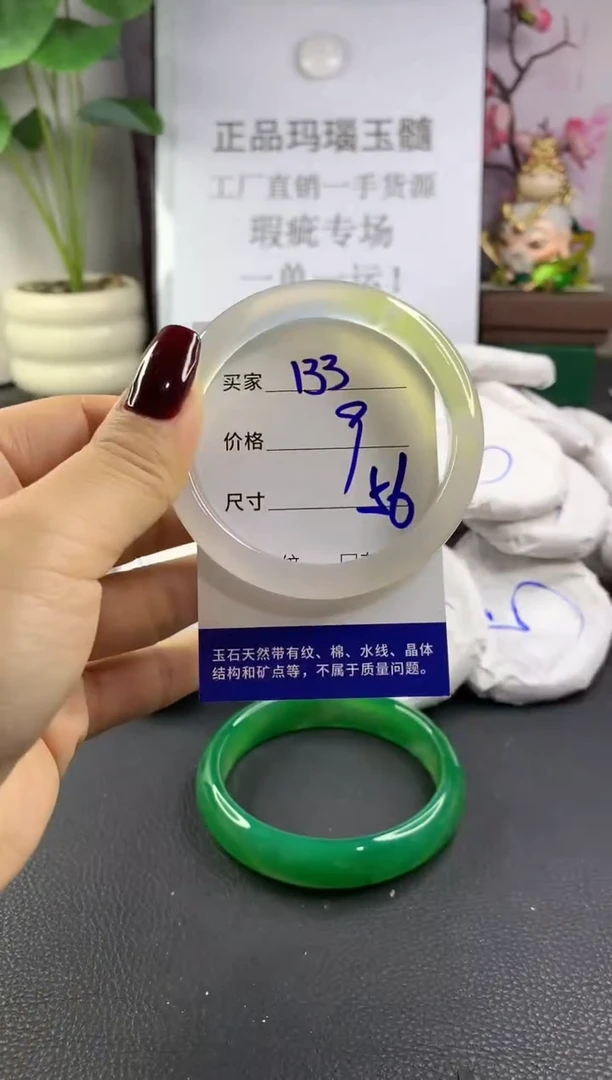 正品玛瑙玉髓
工厂直销一手货源
瑕疵专场
一单一运！
买家 133
价格 9
尺寸 56
玉石天然带有纹、棉、水线、晶体
结构和矿点等，不属于质量问题。